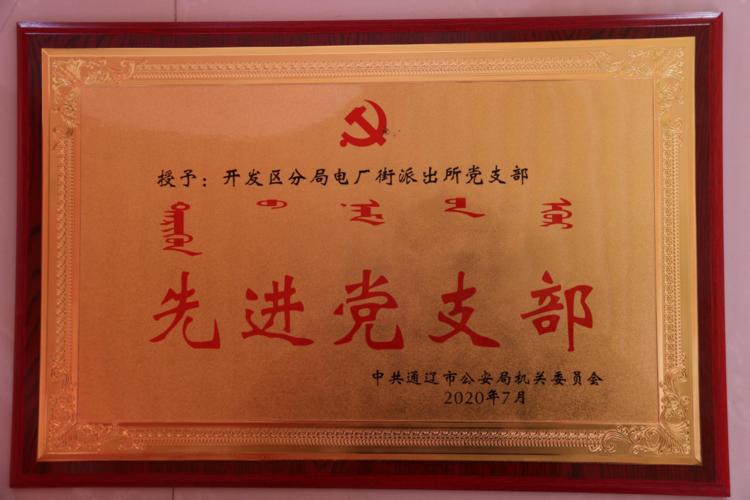 授予：开发区分局电厂街派出所党支部
先进党支部
中共通辽市公安局机关委员会
2020年7月